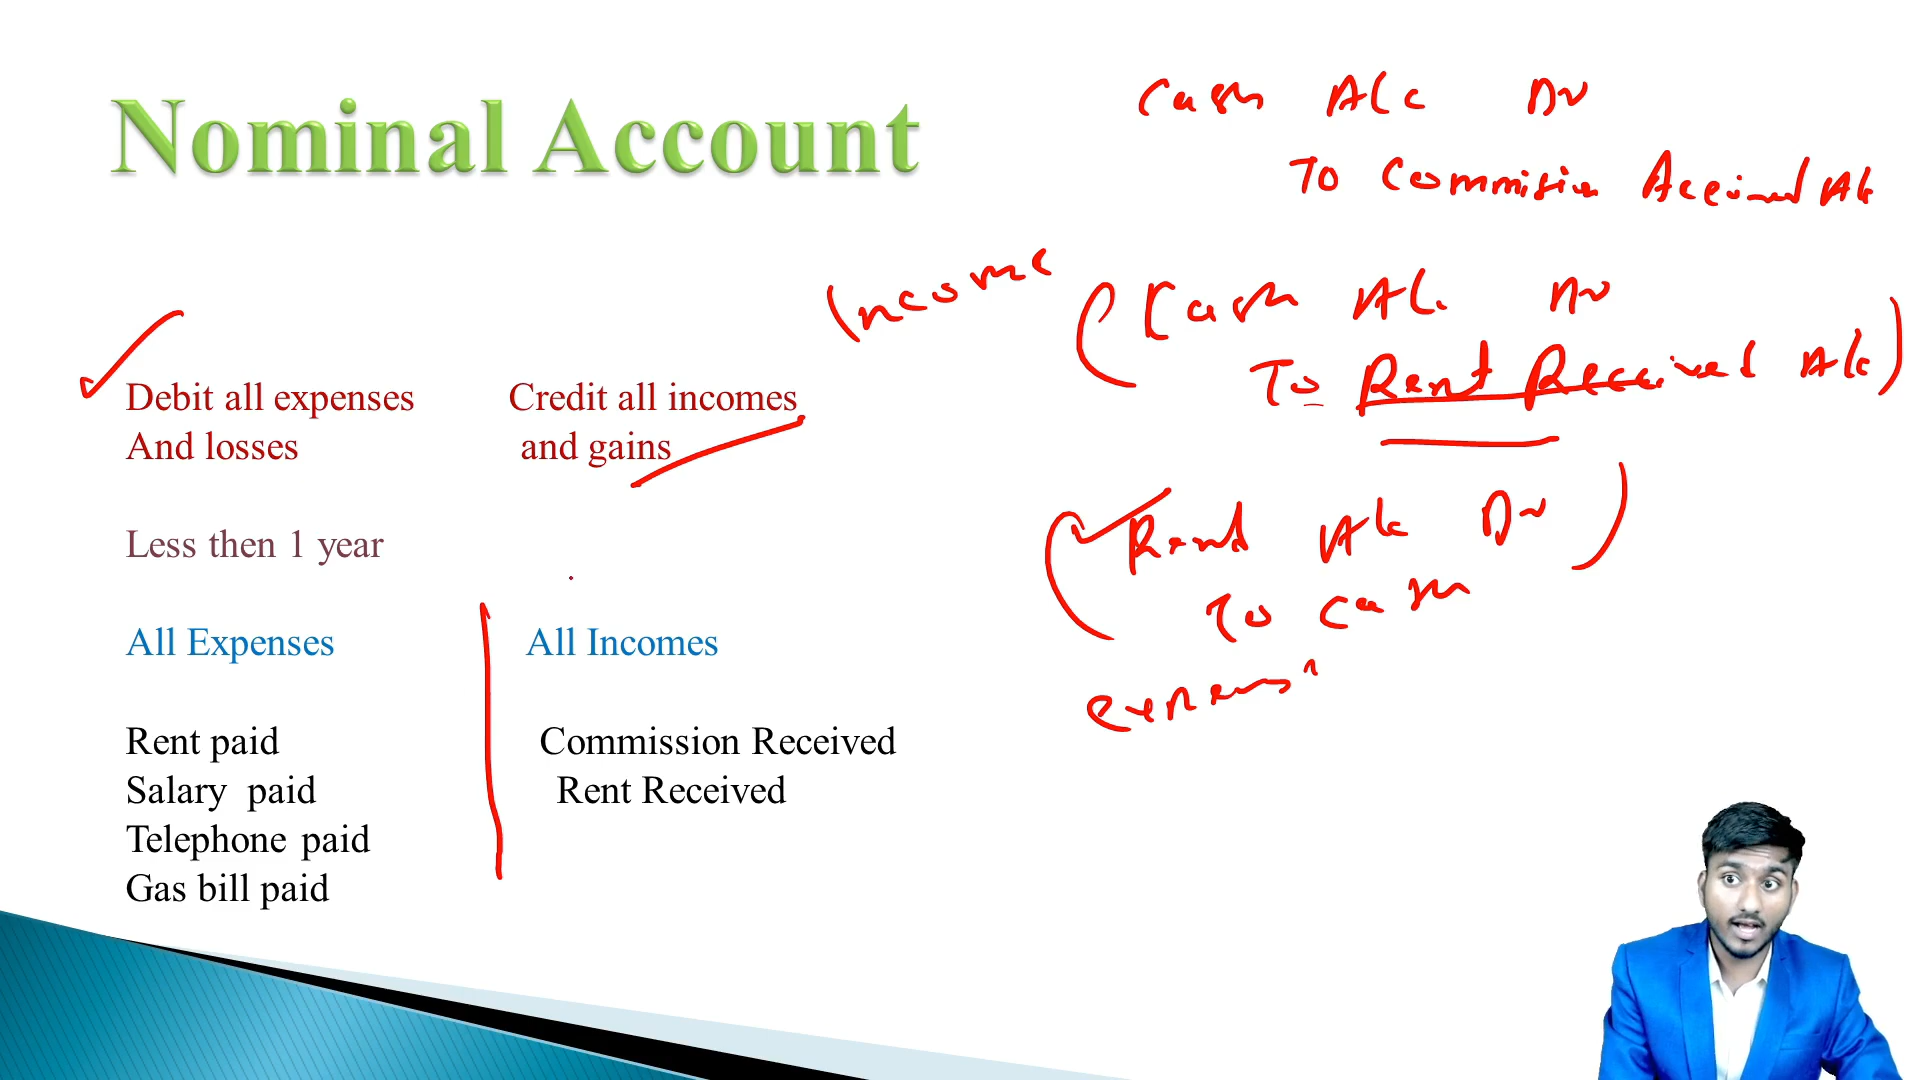 Nominal Account
Debit all expenses Credit all incomes
And losses and gains
Less then 1 year
All Expenses All Incomes
Rent paid Commission Received
Salary paid Rent Received
Telephone paid
Gas bill paid
Cash A/c Dr
To Commission Received A/c
Income
Cash A/c Dr
To Rent Received A/c
Rent A/c Dr
To Cash